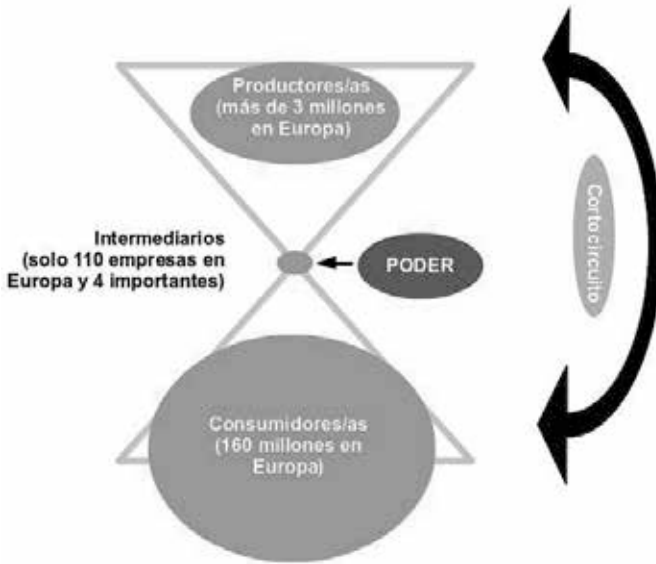 Productores/as
(más de 3 millones
en Europa)
Intermediarios
(solo 110 empresas en
Europa y 4 importantes)
PODER
Cortocircuito
Consumidores/as
(160 millones en
Europa)